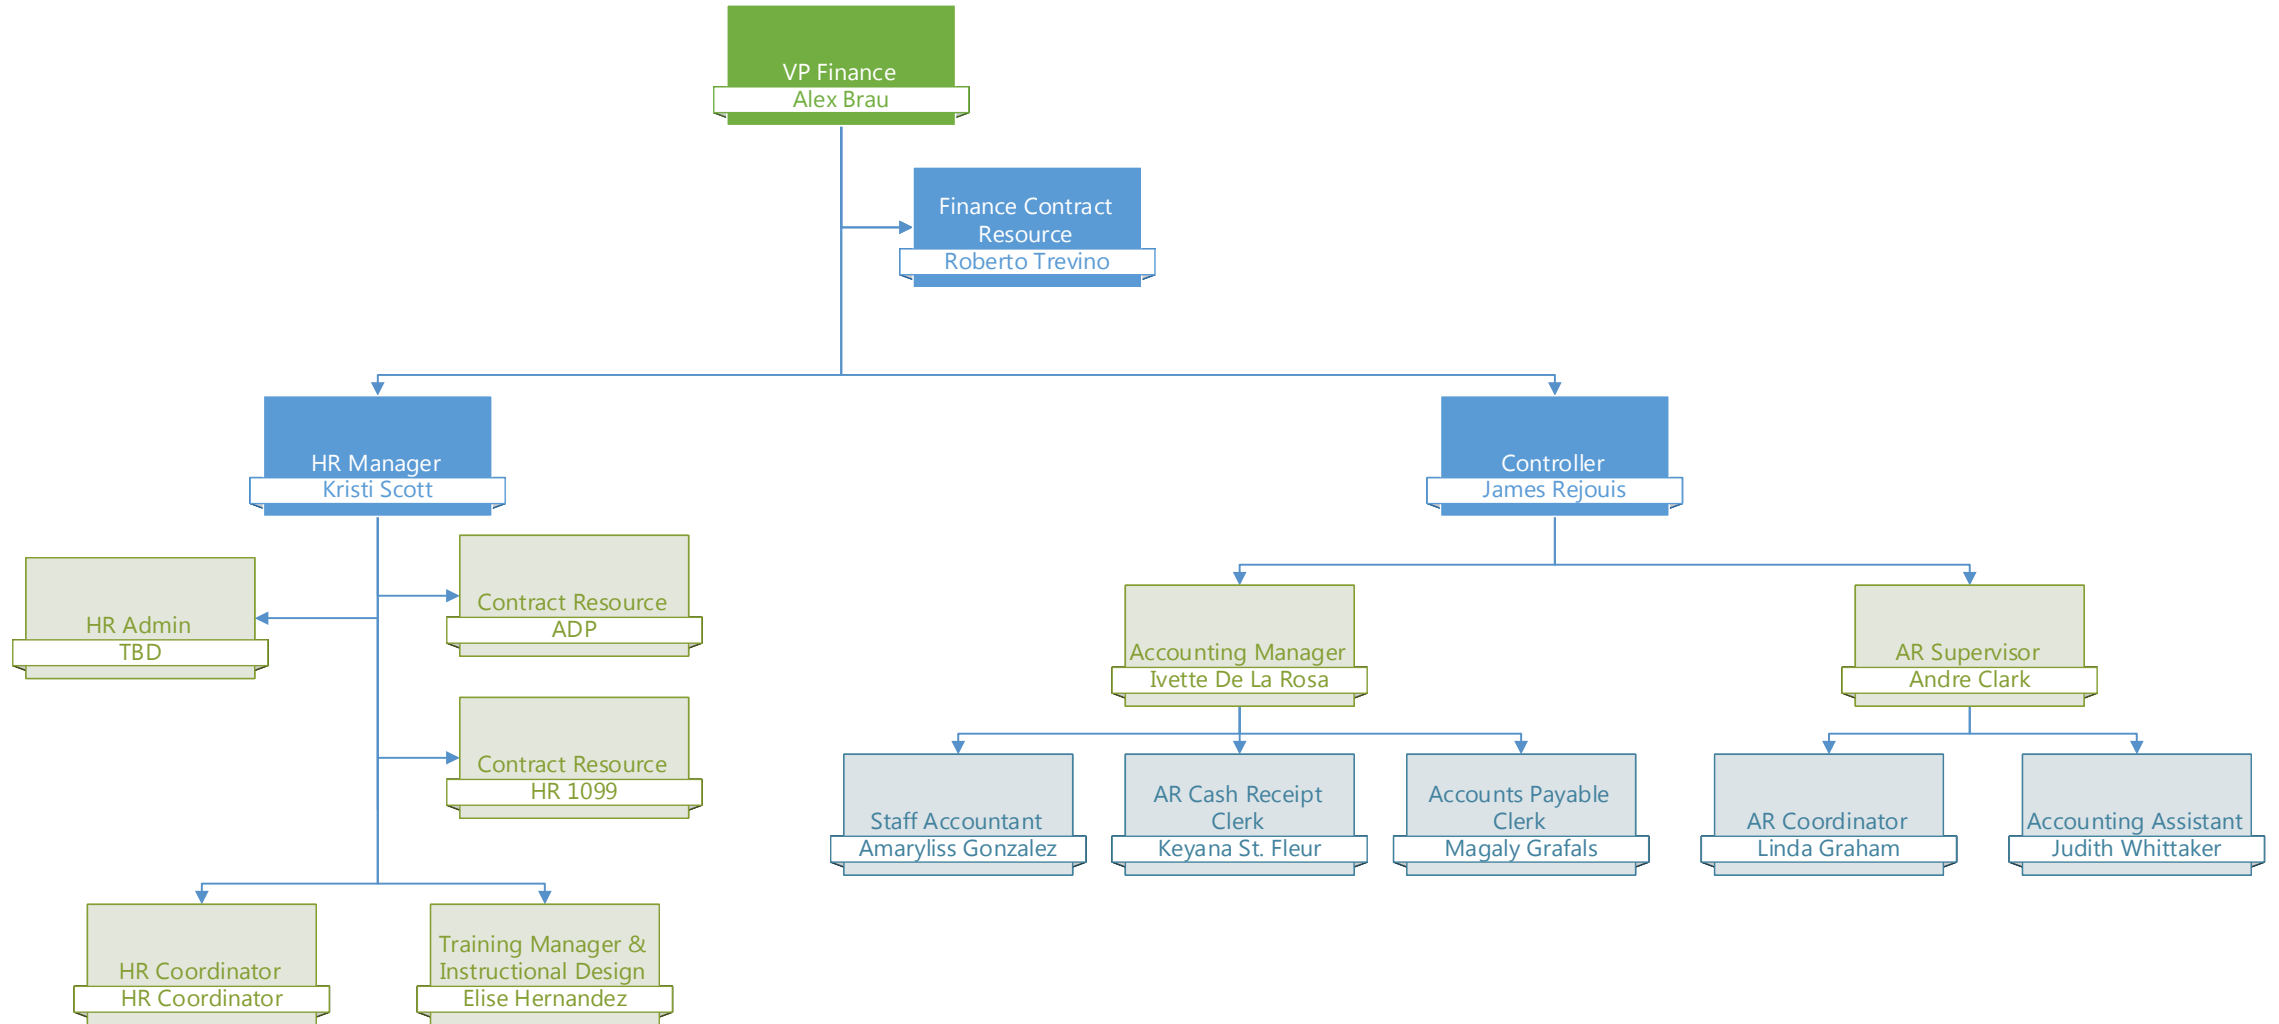 VP Finance
Alex Brau
Finance Contract
Resource
Roberto Trevino
HR Manager
Kristi Scott
Controller
James Rejouis
HR Admin
TBD
Contract Resource
ADP
Contract Resource
HR 1099
Accounting Manager
Ivette De La Rosa
AR Supervisor
Andre Clark
Staff Accountant
Amaryliss Gonzalez
AR Cash Receipt
Clerk
Keyana St. Fleur
Accounts Payable
Clerk
Magaly Grafals
AR Coordinator
Linda Graham
Accounting Assistant
Judith Whittaker
HR Coordinator
HR Coordinator
Training Manager &
Instructional Design
Elise Hernandez